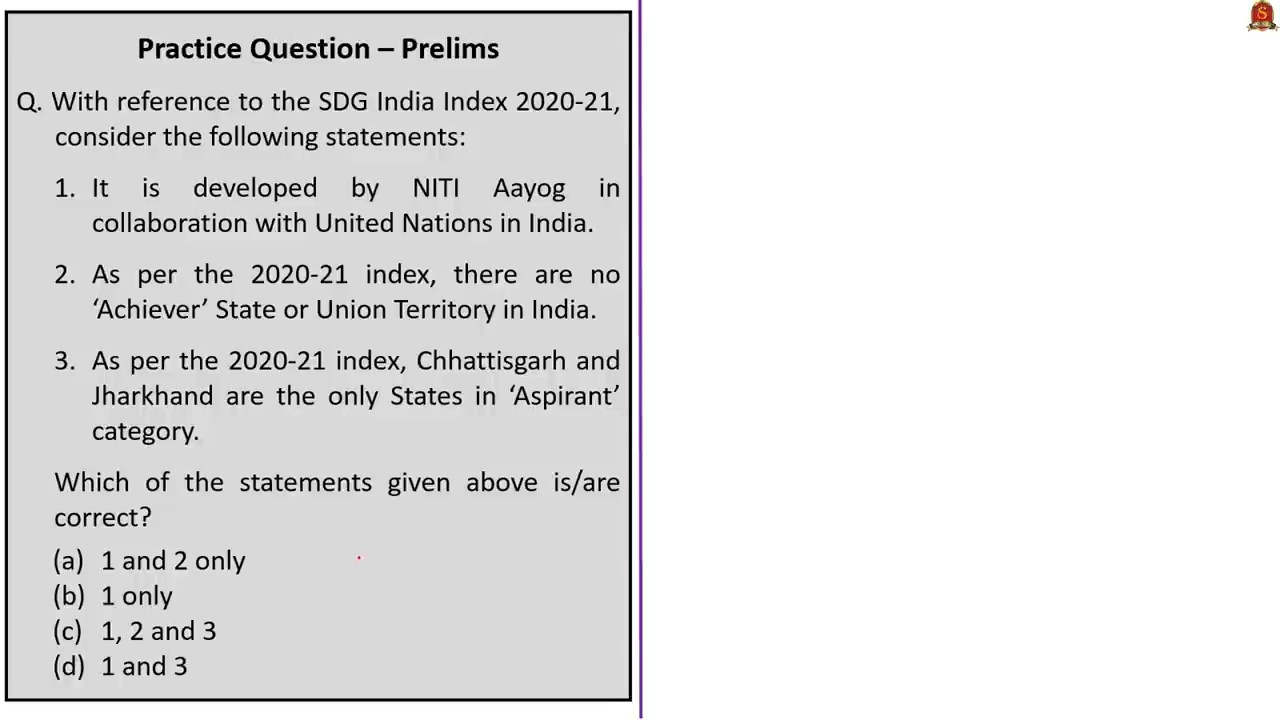 Practice Question – Prelims
Q. With reference to the SDG India Index 2020-21,
consider the following statements:
1. It is developed by NITI Aayog in
collaboration with United Nations in India.
2. As per the 2020-21 index, there are no
‘Achiever’ State or Union Territory in India.
3. As per the 2020-21 index, Chhattisgarh and
Jharkhand are the only States in ‘Aspirant’
category.
Which of the statements given above is/are
correct?
(a) 1 and 2 only
(b) 1 only
(c) 1, 2 and 3
(d) 1 and 3
S